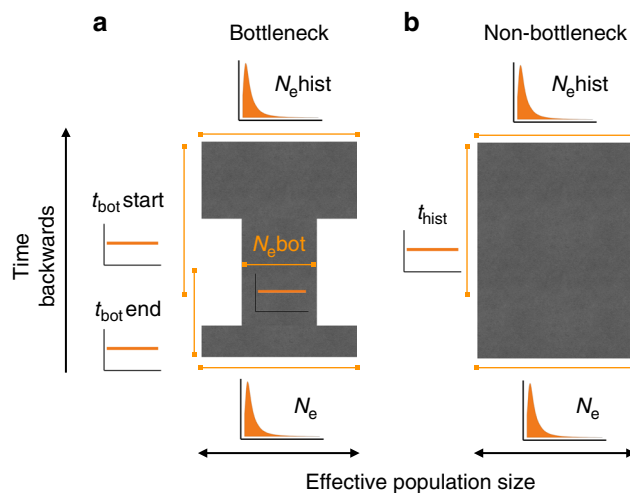 a
Bottleneck
b
Non-bottleneck
Nehist
Nehist
Time
backwards
tbot start
Nebot
thist
tbot end
Ne
Ne
Effective population size